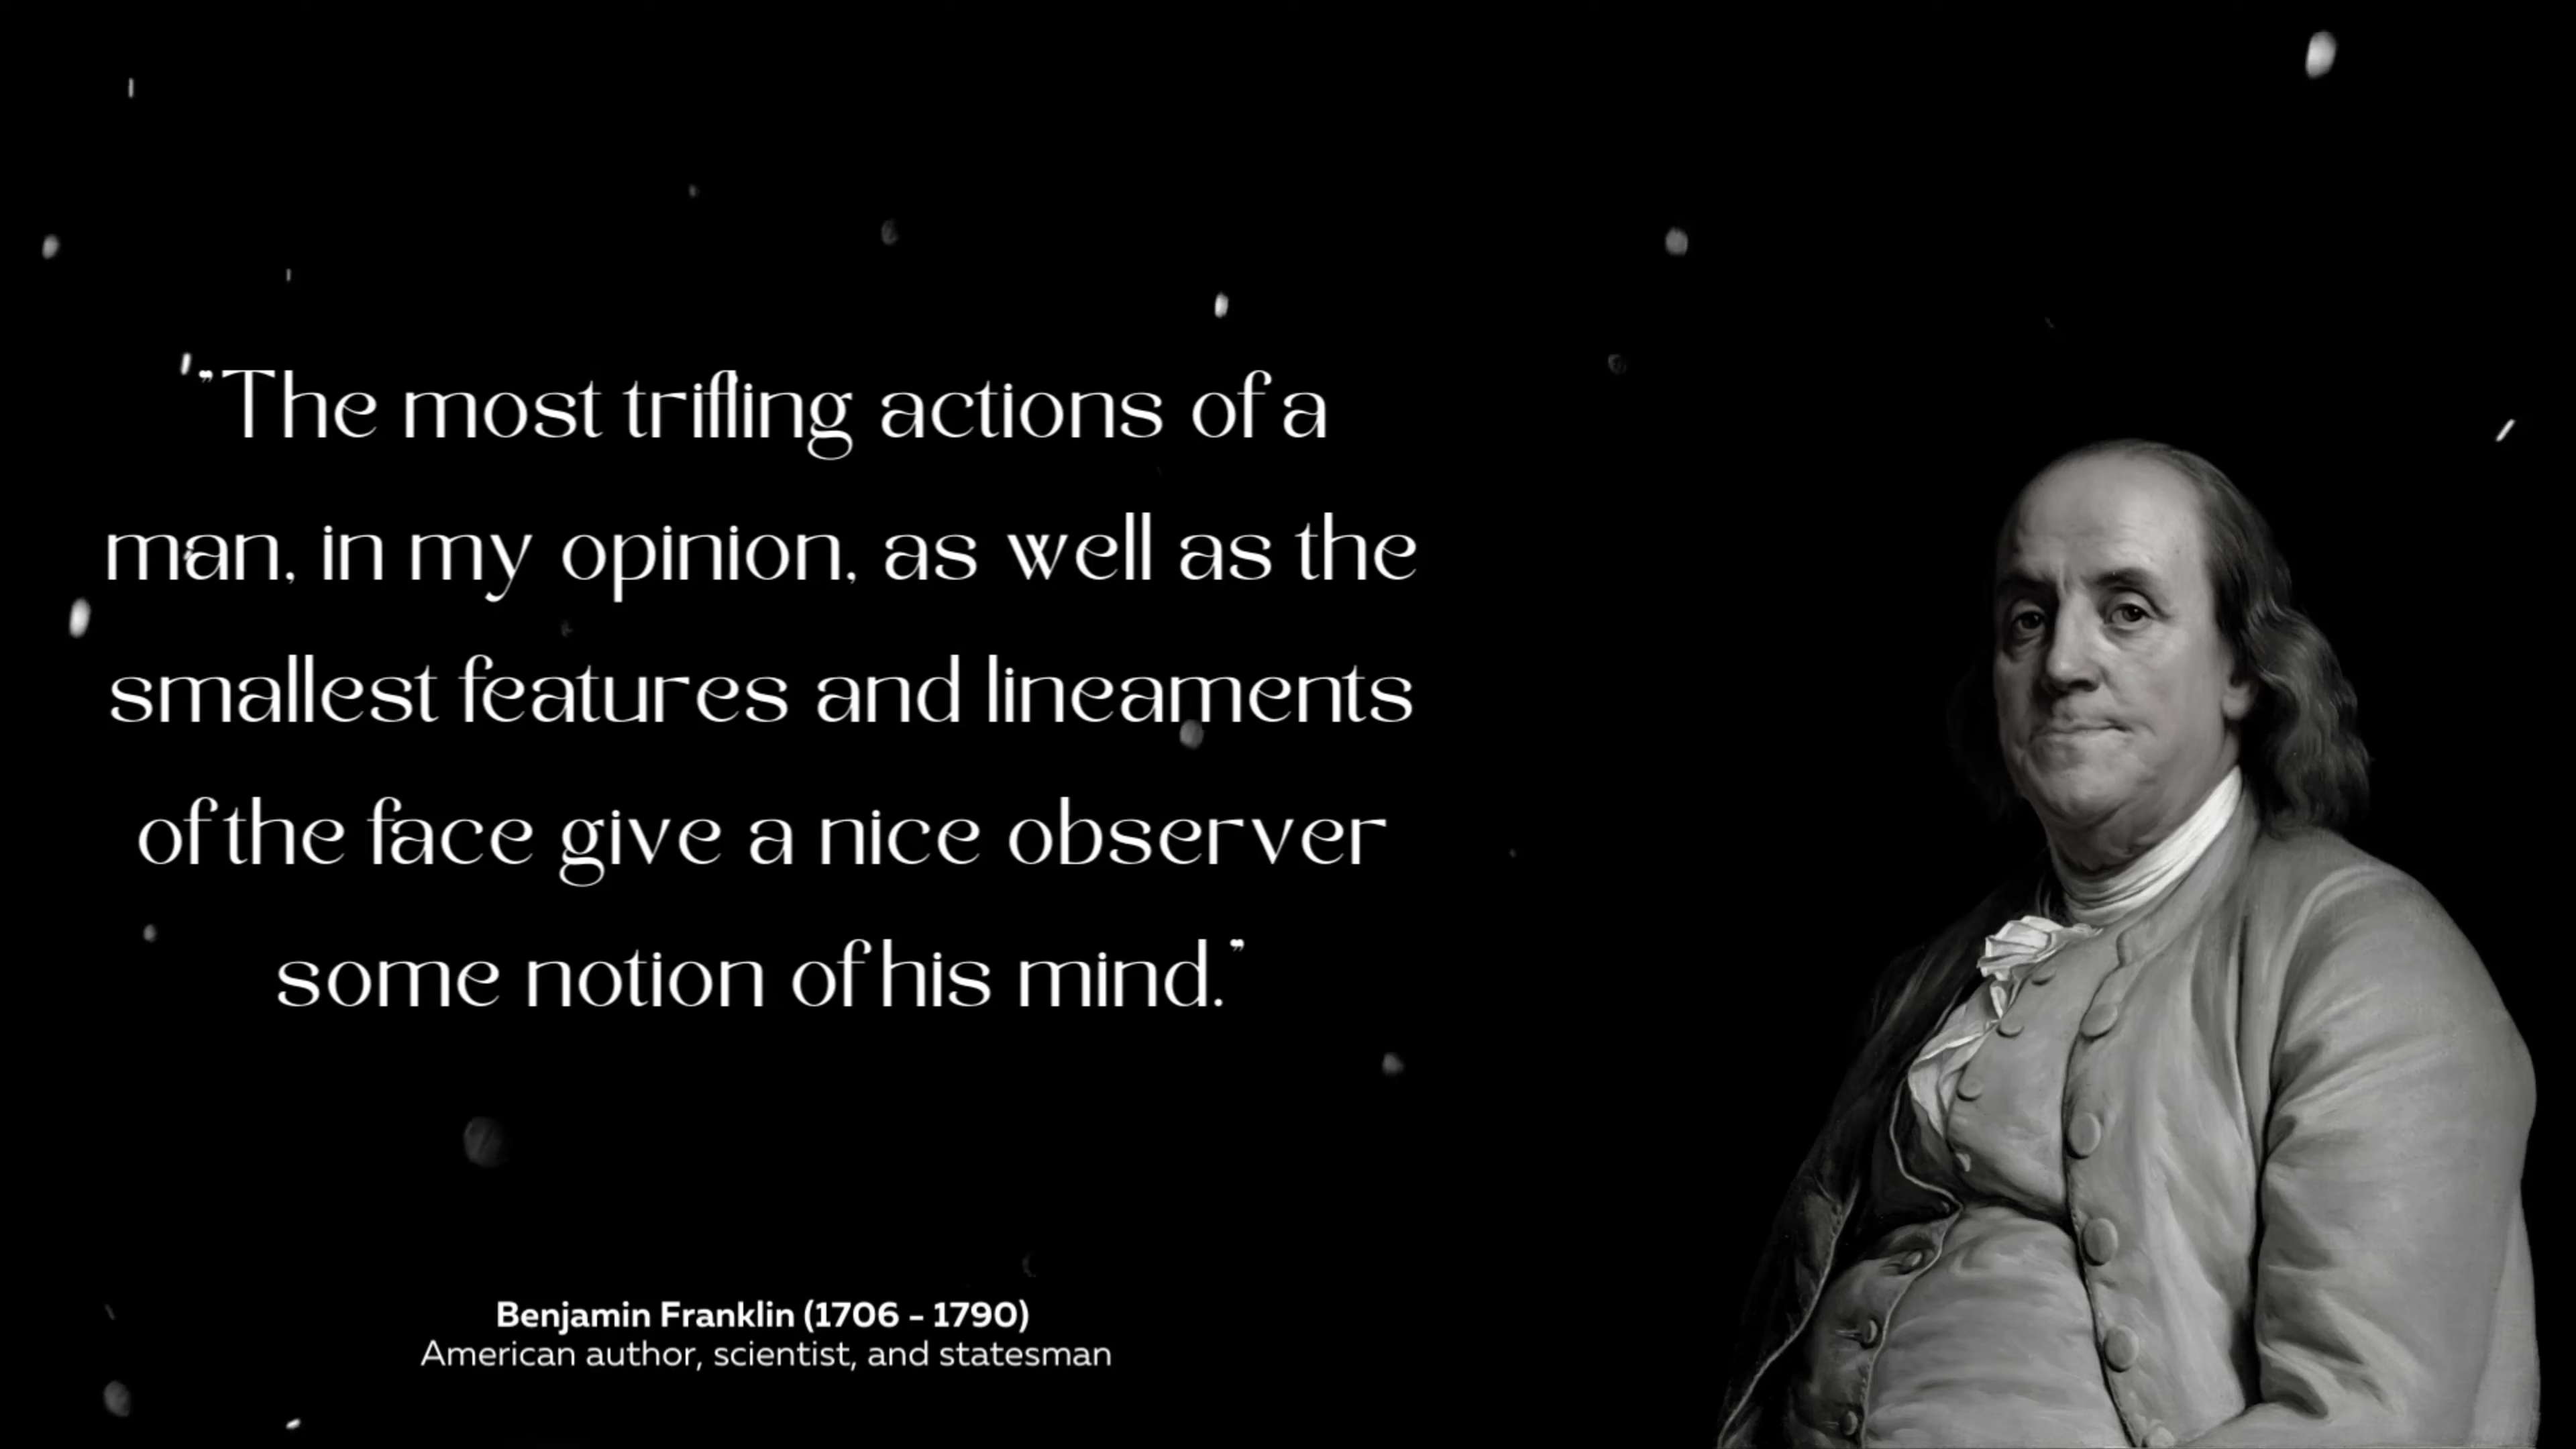 "The most trifling actions of a
man, in my opinion, as well as the
smallest features and lineaments
of the face give a nice observer
some notion of his mind."
Benjamin Franklin (1706 - 1790)
American author, scientist, and statesman